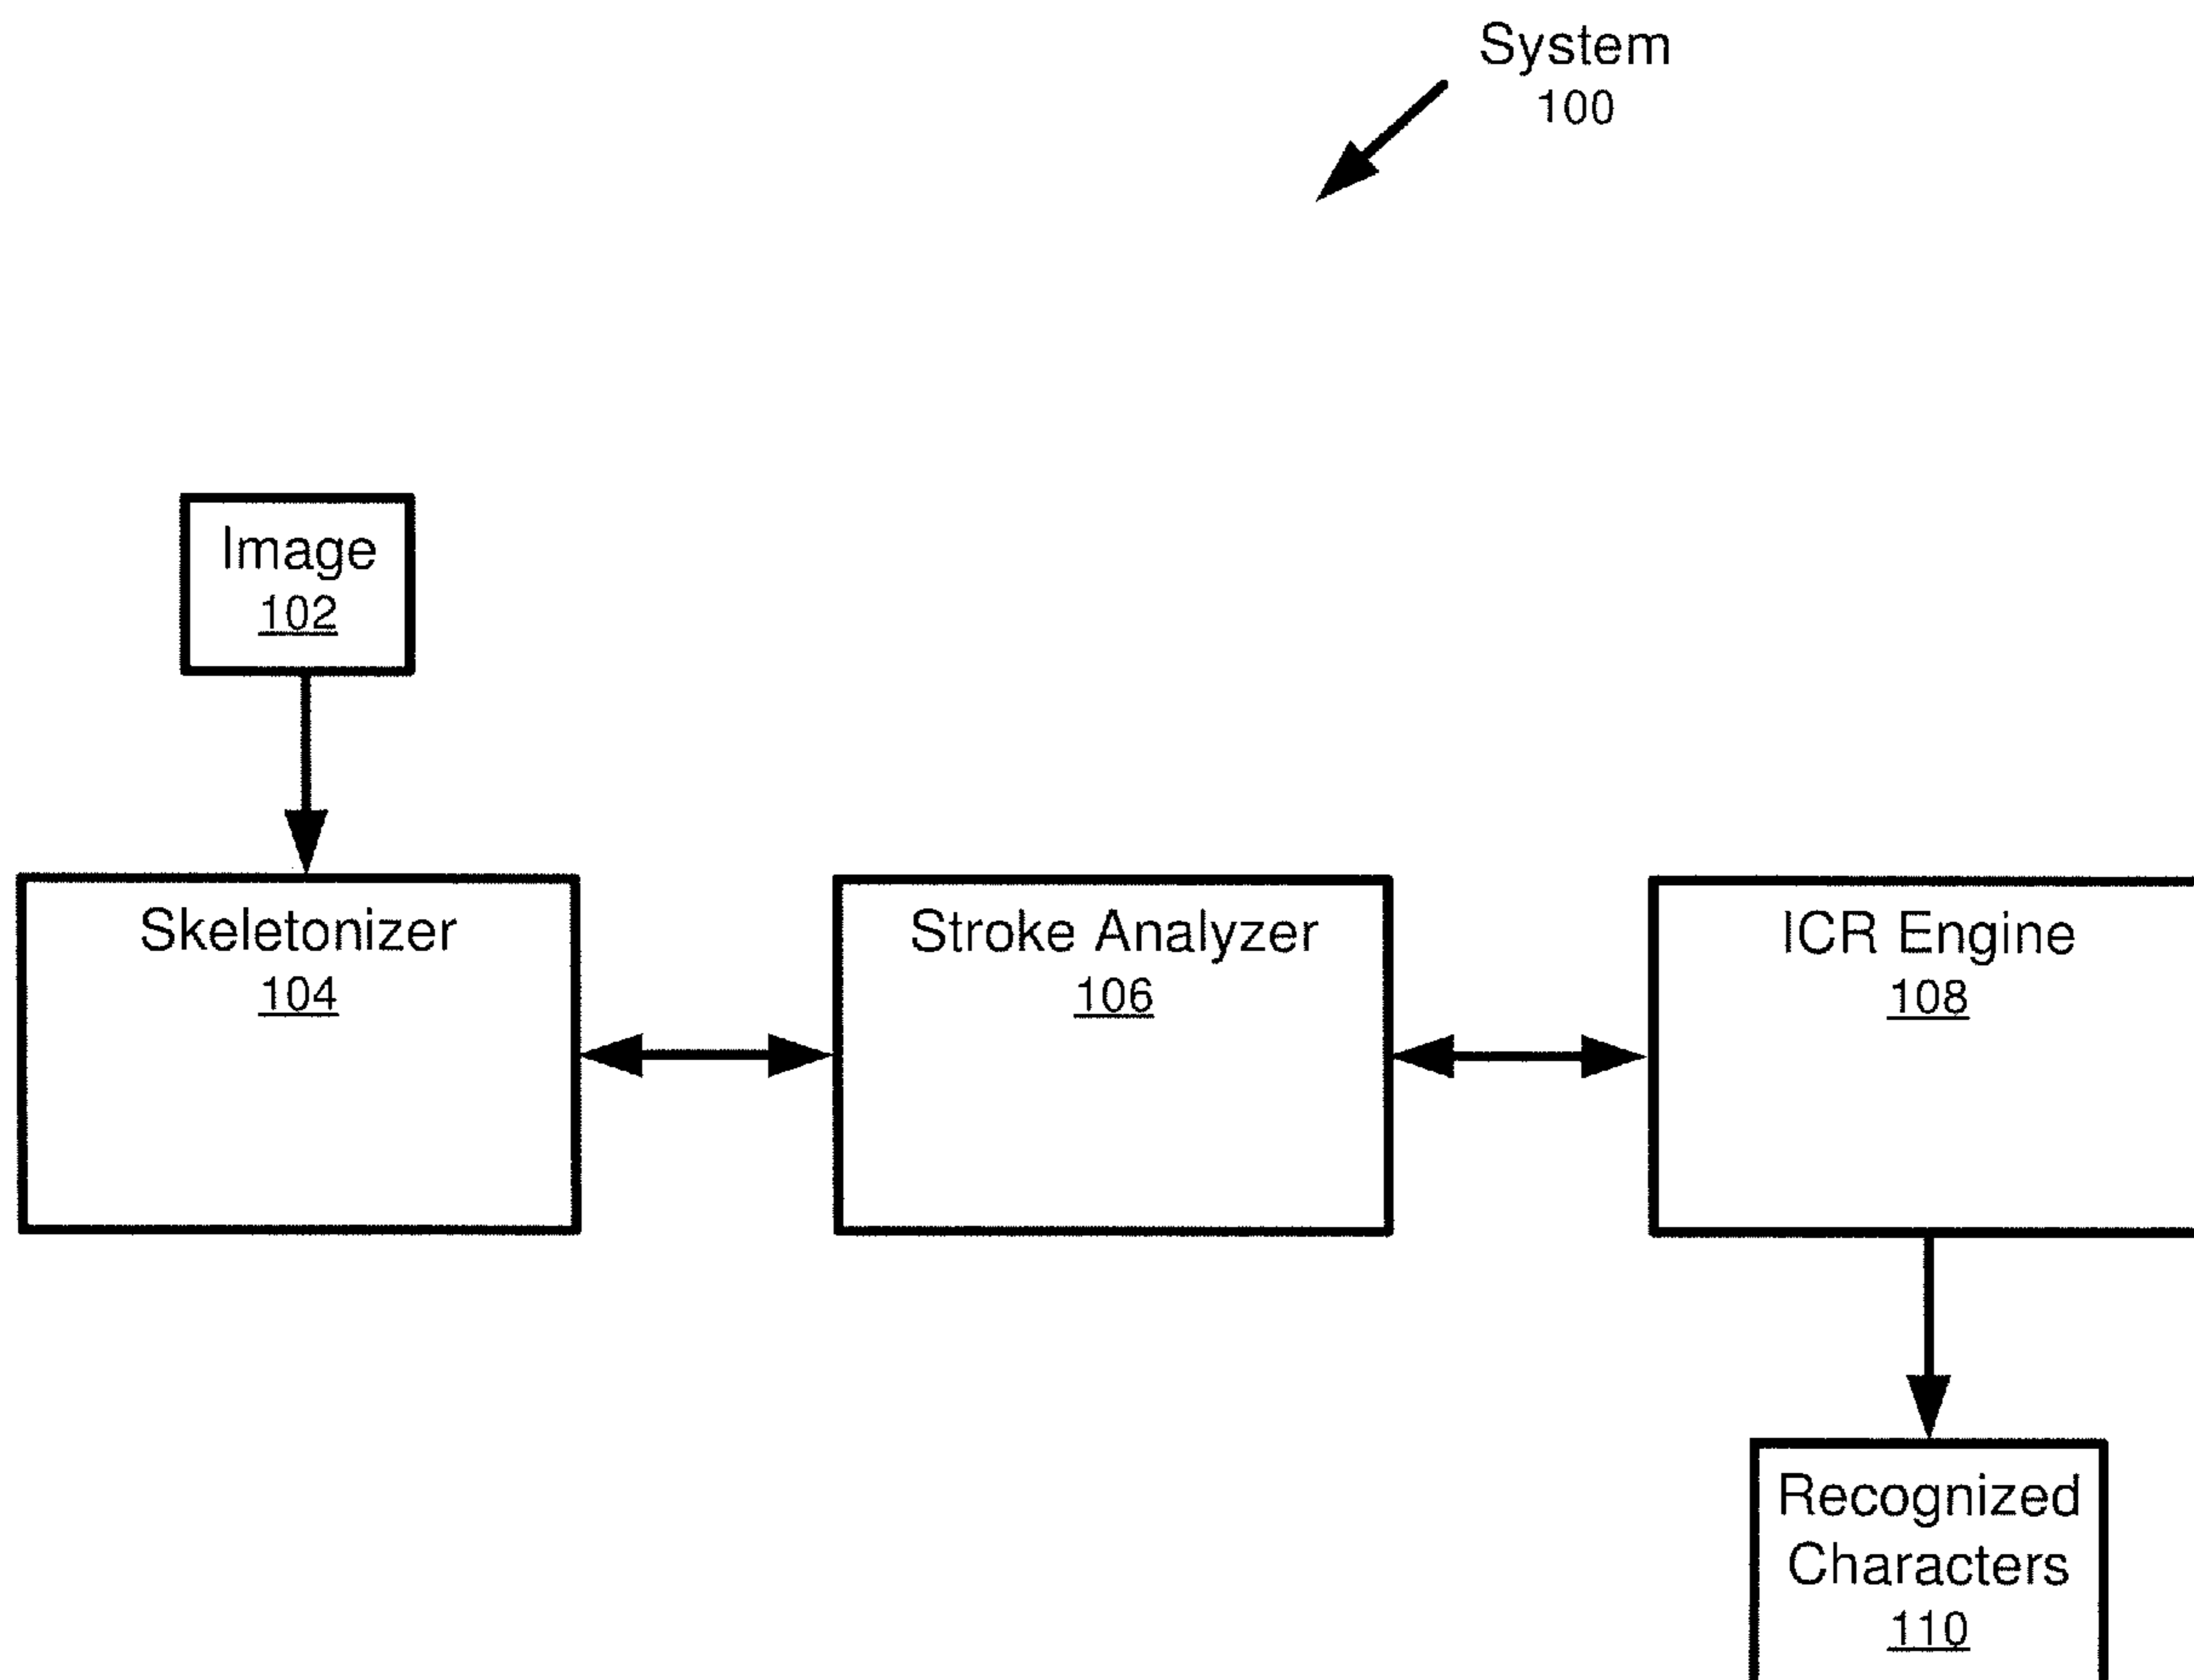 System
100
Image
102
Skeletonizer
104
Stroke Analyzer
106
ICR Engine
108
Recognized
Characters
110